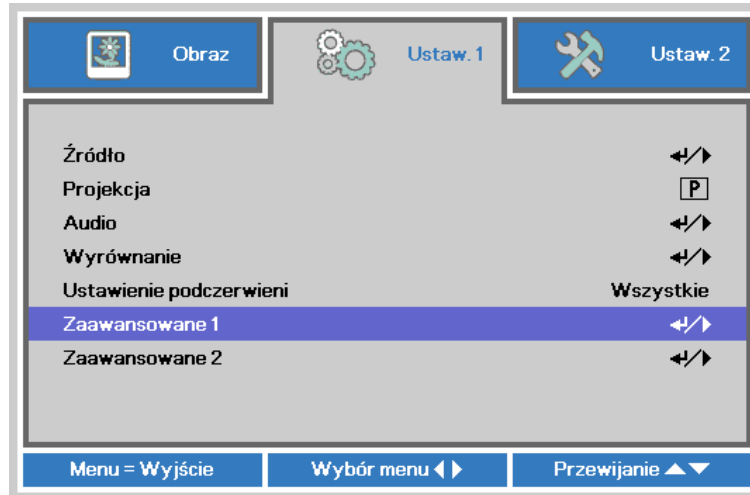 Obraz
Ustaw. 1
Ustaw. 2
Źródło
Projekcja P
Audio
Wyrównanie
Ustawienie podczerwieni Wszystkie
Zaawansowane 1
Zaawansowane 2
Menu = Wyjście
Wybór menu
Przewijanie